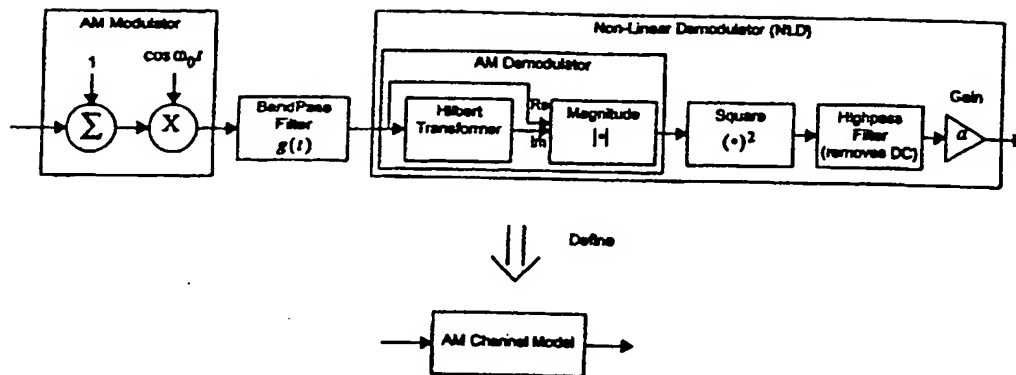 AM Modulator
1
cos ω₀t
Σ
X
BandPass
Filter
g(t)
Non-Linear Demodulator (NLD)
AM Demodulator
Hilbert
Transformer
Re
Im
Magnitude
|•|
Square
(•)²
Highpass
Filter
(removes DC)
Gain
a
Define
AM Channel Model